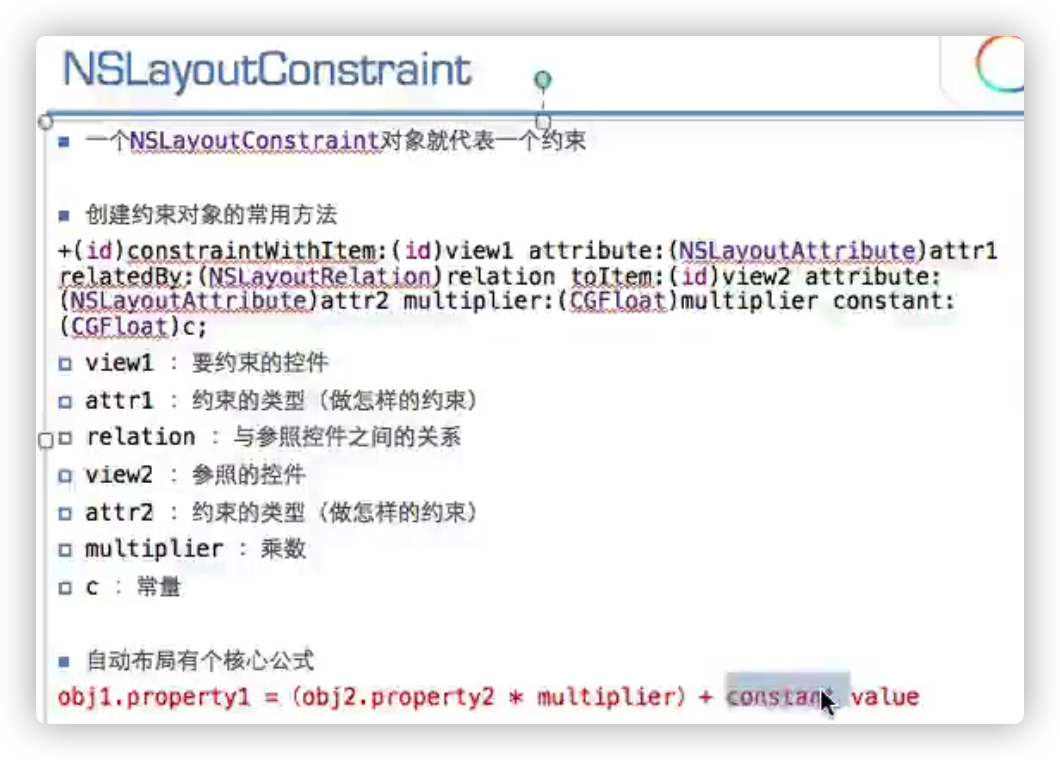 NSLayoutConstraint
一个NSLayoutConstraint对象就代表一个约束
创建约束对象的常用方法
+(id)constraintWithItem:(id)view1 attribute:(NSLayoutAttribute)attr1
relatedBy:(NSLayoutRelation)relation toItem:(id)view2 attribute:
(NSLayoutAttribute)attr2 multiplier:(CGFloat)multiplier constant:
(CGFloat)c;
view1 : 要约束的控件
attr1 : 约束的类型（做怎样的约束）
relation : 与参照控件之间的关系
view2 : 参照的控件
attr2 : 约束的类型（做怎样的约束）
multiplier : 乘数
c : 常量
自动布局有个核心公式
obj1.property1 =（obj2.property2 * multiplier）+ constant value